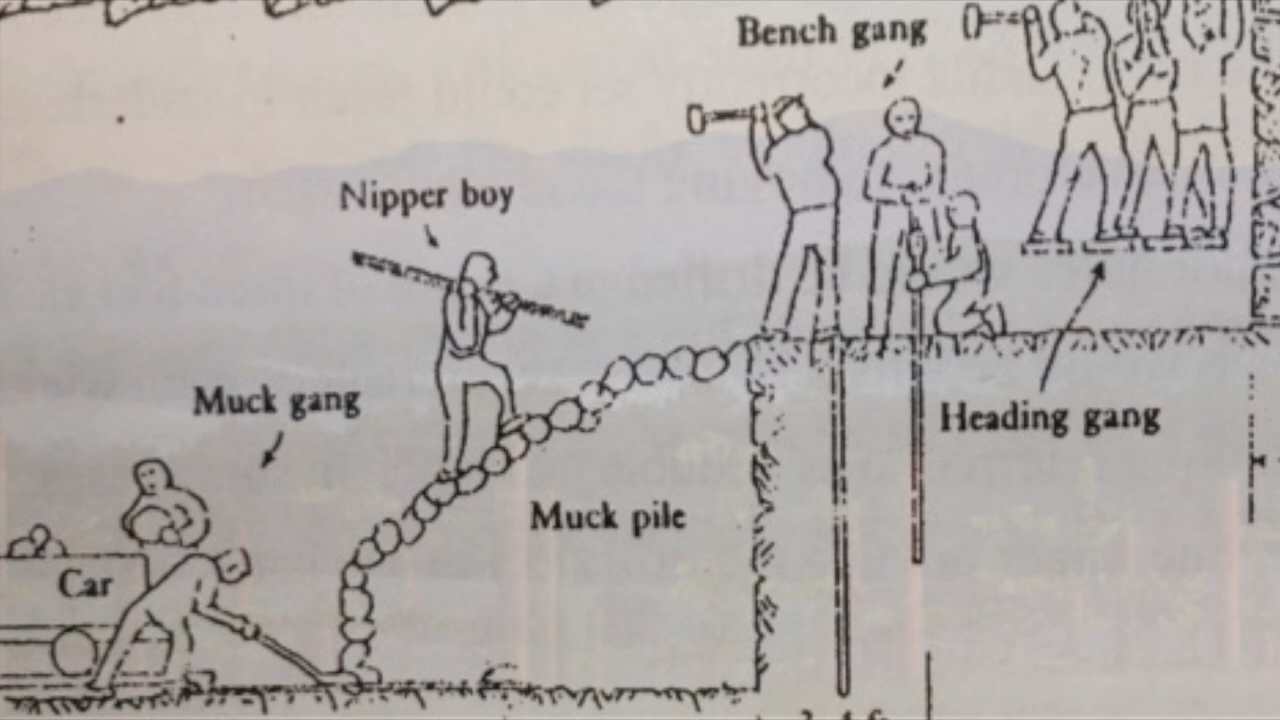 Bench gang
Nipper boy
Muck gang
Heading gang
Muck pile
Car